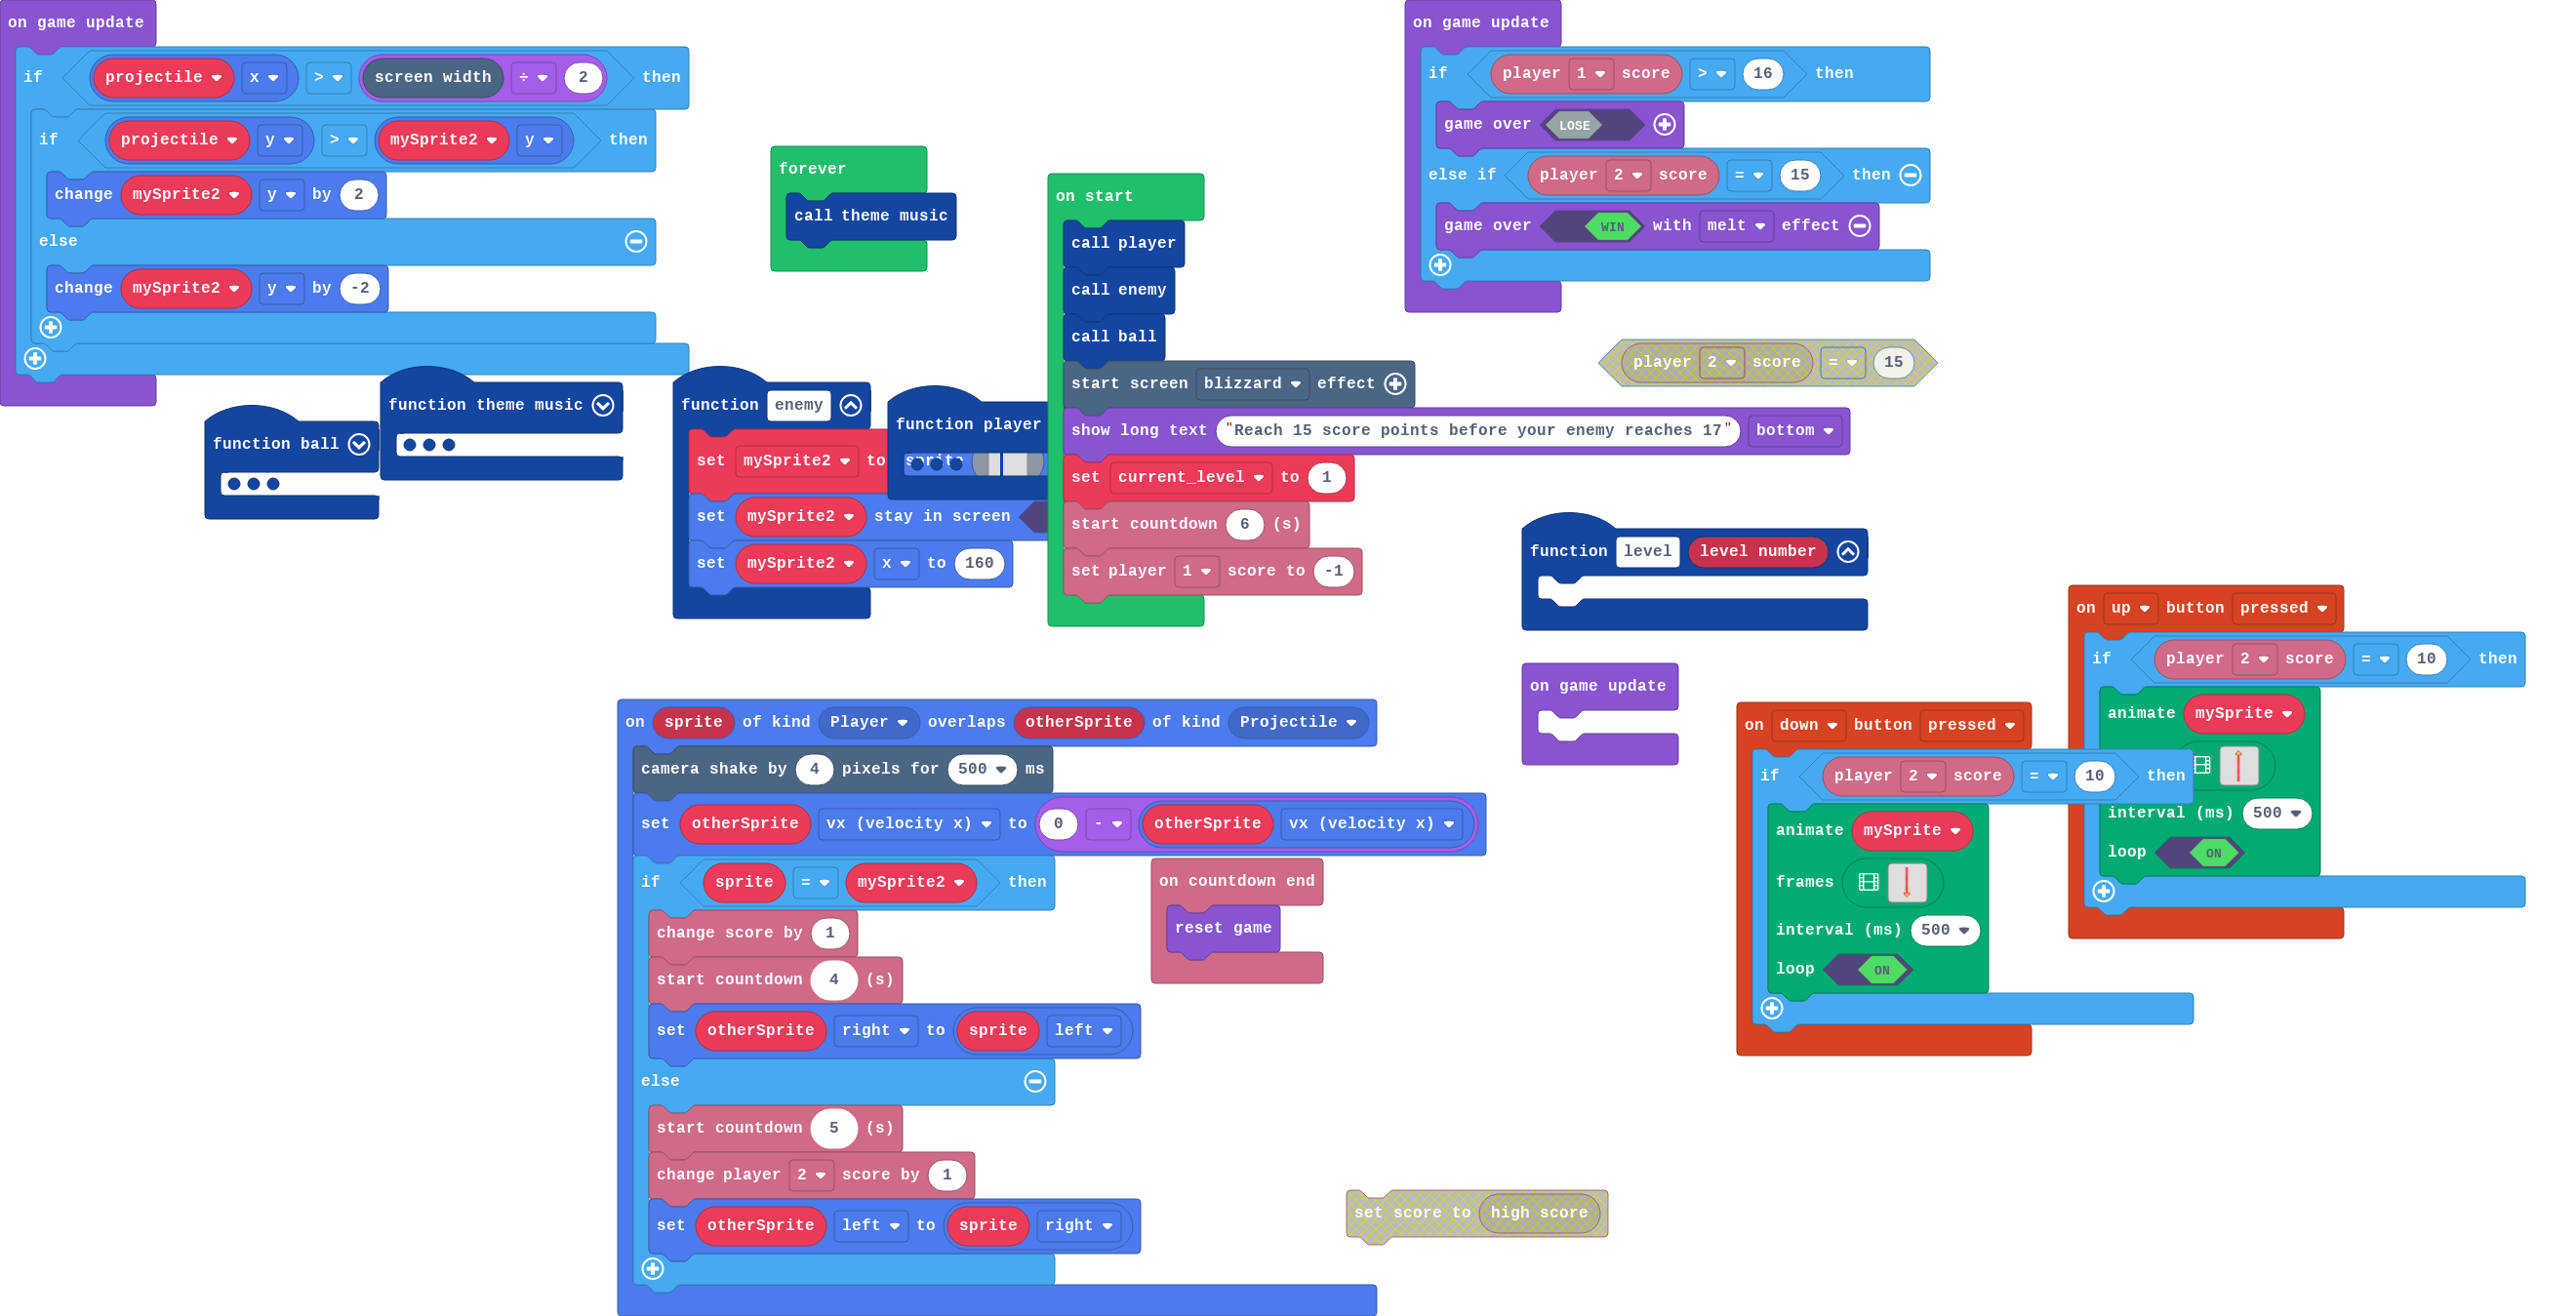 on game update
if projectile x > screen width ÷ 2 then
if projectile y > mySprite2 y then
change mySprite2 y by 2
else
change mySprite2 y by -2
forever
call theme music
on start
call player
call enemy
call ball
start screen blizzard effect
show long text "Reach 15 score points before your enemy reaches 17" bottom
set current_level to 1
start countdown 6 (s)
set player 1 score to -1
on game update
if player 1 score > 16 then
game over LOSE
else if player 2 score = 15 then
game over WIN with melt effect
player 2 score = 15
function ball
function theme music
function enemy
set mySprite2 to sprite
set mySprite2 stay in screen
set mySprite2 x to 160
function player
function level level number
on game update
on up button pressed
if player 2 score = 10 then
animate mySprite
interval (ms) 500
loop ON
on down button pressed
if player 2 score = 10 then
animate mySprite
frames
interval (ms) 500
loop ON
on sprite of kind Player overlaps otherSprite of kind Projectile
camera shake by 4 pixels for 500 ms
set otherSprite vx (velocity x) to 0 - otherSprite vx (velocity x)
if sprite = mySprite2 then
change score by 1
start countdown 4 (s)
set otherSprite right to sprite left
else
start countdown 5 (s)
change player 2 score by 1
set otherSprite left to sprite right
on countdown end
reset game
set score to high score